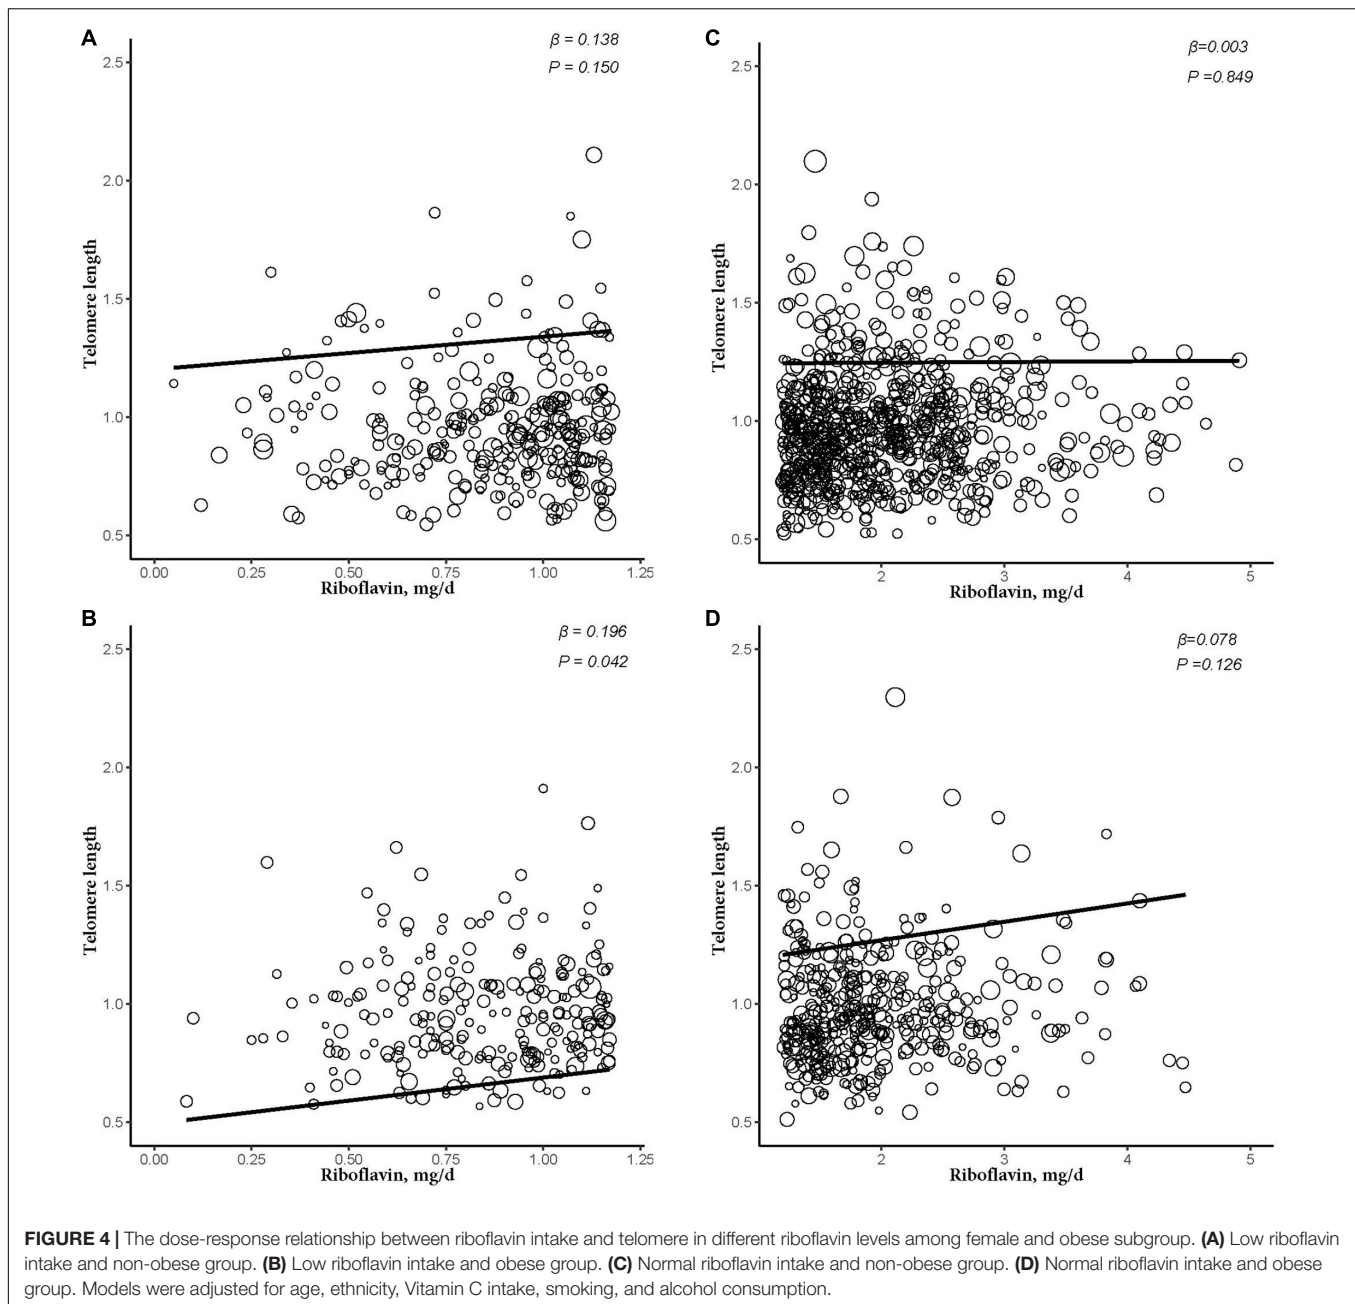 A
β = 0.138
P = 0.150
2.5
2.0
1.5
1.0
0.5
Telomere length
0.00 0.25 0.50 0.75 1.00 1.25
Riboflavin, mg/d
C
β=0.003
P =0.849
2.5
2.0
1.5
1.0
0.5
Telomere length
2 3 4 5
Riboflavin, mg/d
B
β = 0.196
P = 0.042
2.5
2.0
1.5
1.0
0.5
Telomere length
0.00 0.25 0.50 0.75 1.00 1.25
Riboflavin, mg/d
D
β=0.078
P =0.126
2.5
2.0
1.5
1.0
0.5
Telomere length
2 3 4 5
Riboflavin, mg/d
FIGURE 4 | The dose-response relationship between riboflavin intake and telomere in different riboflavin levels among female and obese subgroup. (A) Low riboflavin
intake and non-obese group. (B) Low riboflavin intake and obese group. (C) Normal riboflavin intake and non-obese group. (D) Normal riboflavin intake and obese
group. Models were adjusted for age, ethnicity, Vitamin C intake, smoking, and alcohol consumption.